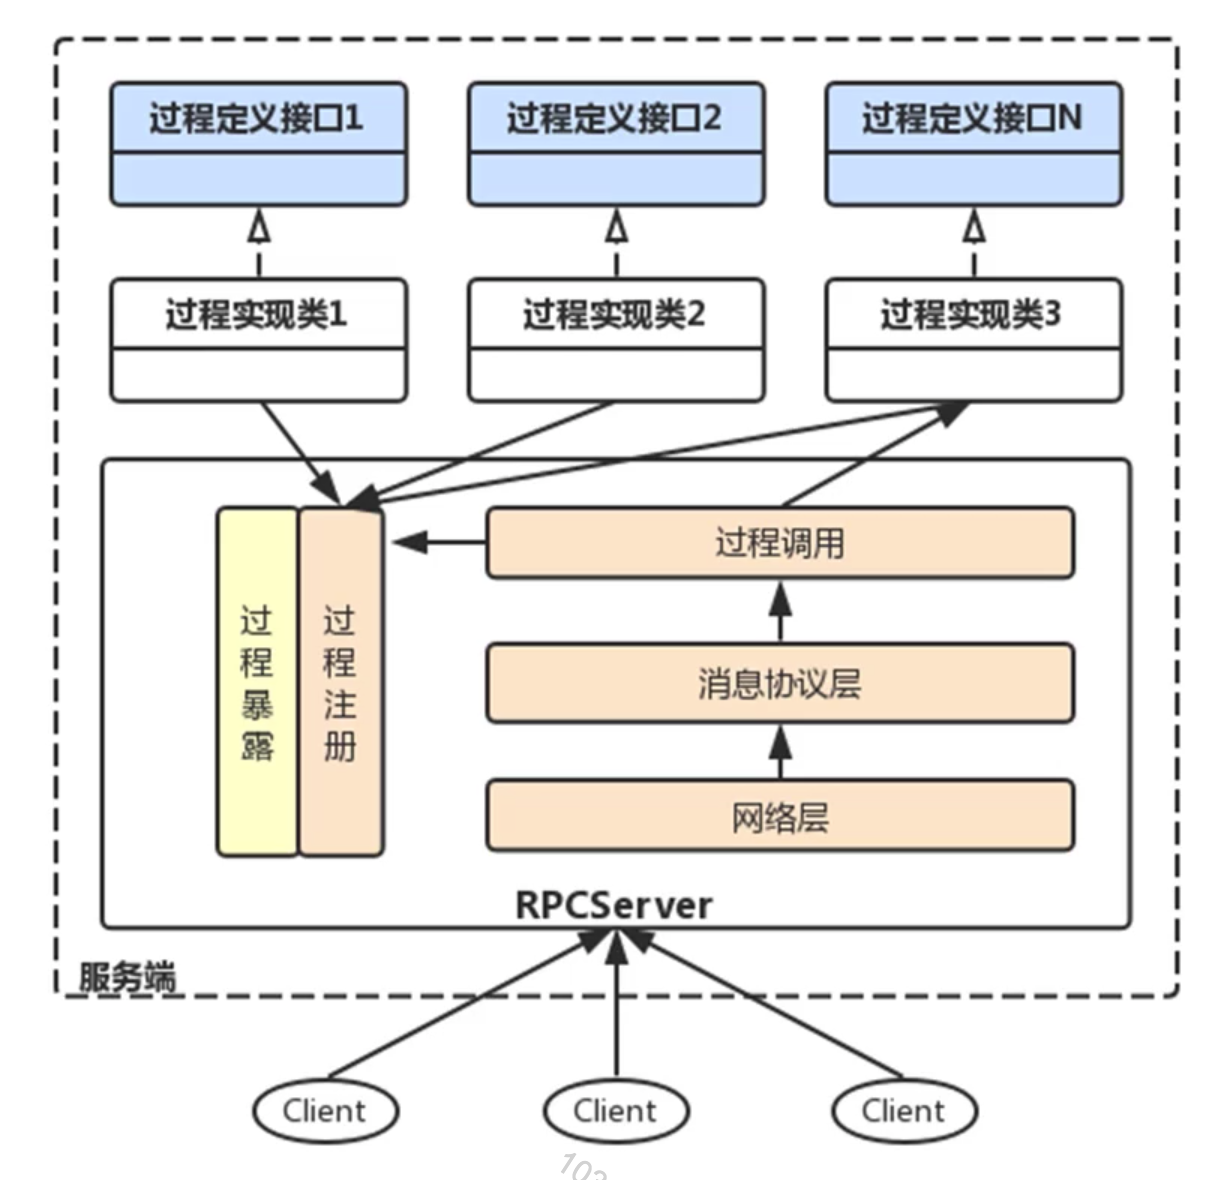 过程定义接口1
过程定义接口2
过程定义接口N
过程实现类1
过程实现类2
过程实现类3
过程暴露
过程注册
过程调用
消息协议层
网络层
RPCServer
服务端
Client
Client
Client